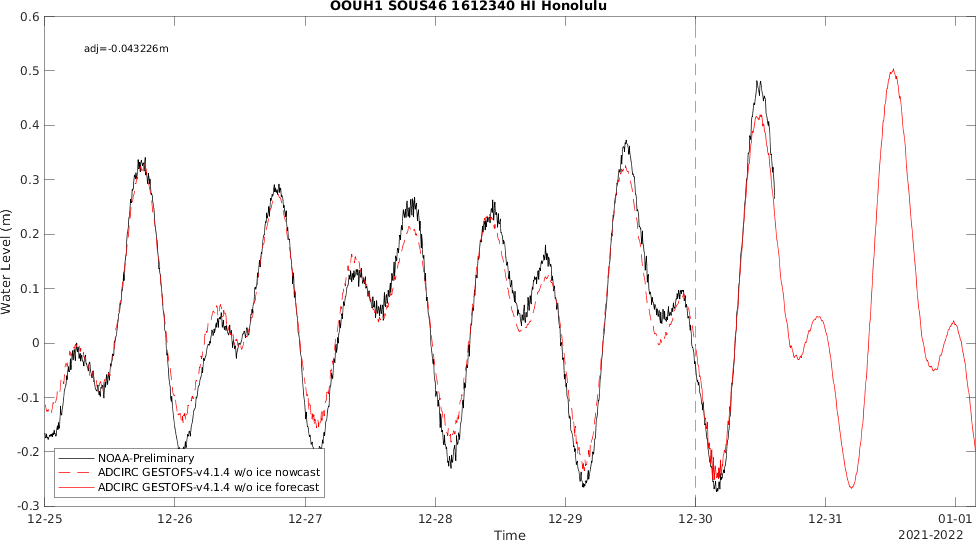 OOUH1 SOUS46 1612340 HI Honolulu
0.6
adj=-0.043226m
0.5
0.4
0.3
0.2
0.1
0
-0.1
-0.2
-0.3
Water Level (m)
NOAA-Preliminary
ADCIRC GESTOFS-v4.1.4 w/o ice nowcast
ADCIRC GESTOFS-v4.1.4 w/o ice forecast
12-25 12-26 12-27 12-28 12-29 12-30 12-31 01-01
Time
2021-2022